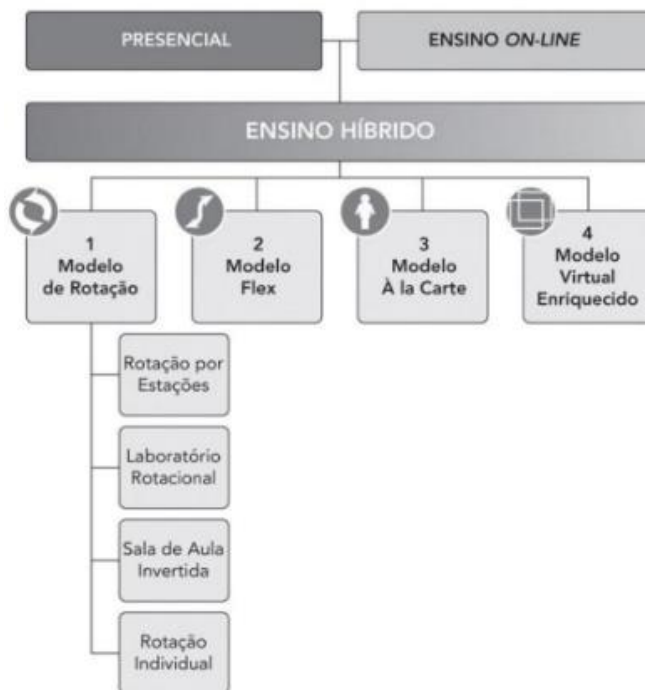 PRESENCIAL
ENSINO ON-LINE
ENSINO HÍBRIDO
1
Modelo
de Rotação
2
Modelo
Flex
3
Modelo
À la Carte
4
Modelo
Virtual
Enriquecido
Rotação por
Estações
Laboratório
Rotacional
Sala de Aula
Invertida
Rotação
Individual